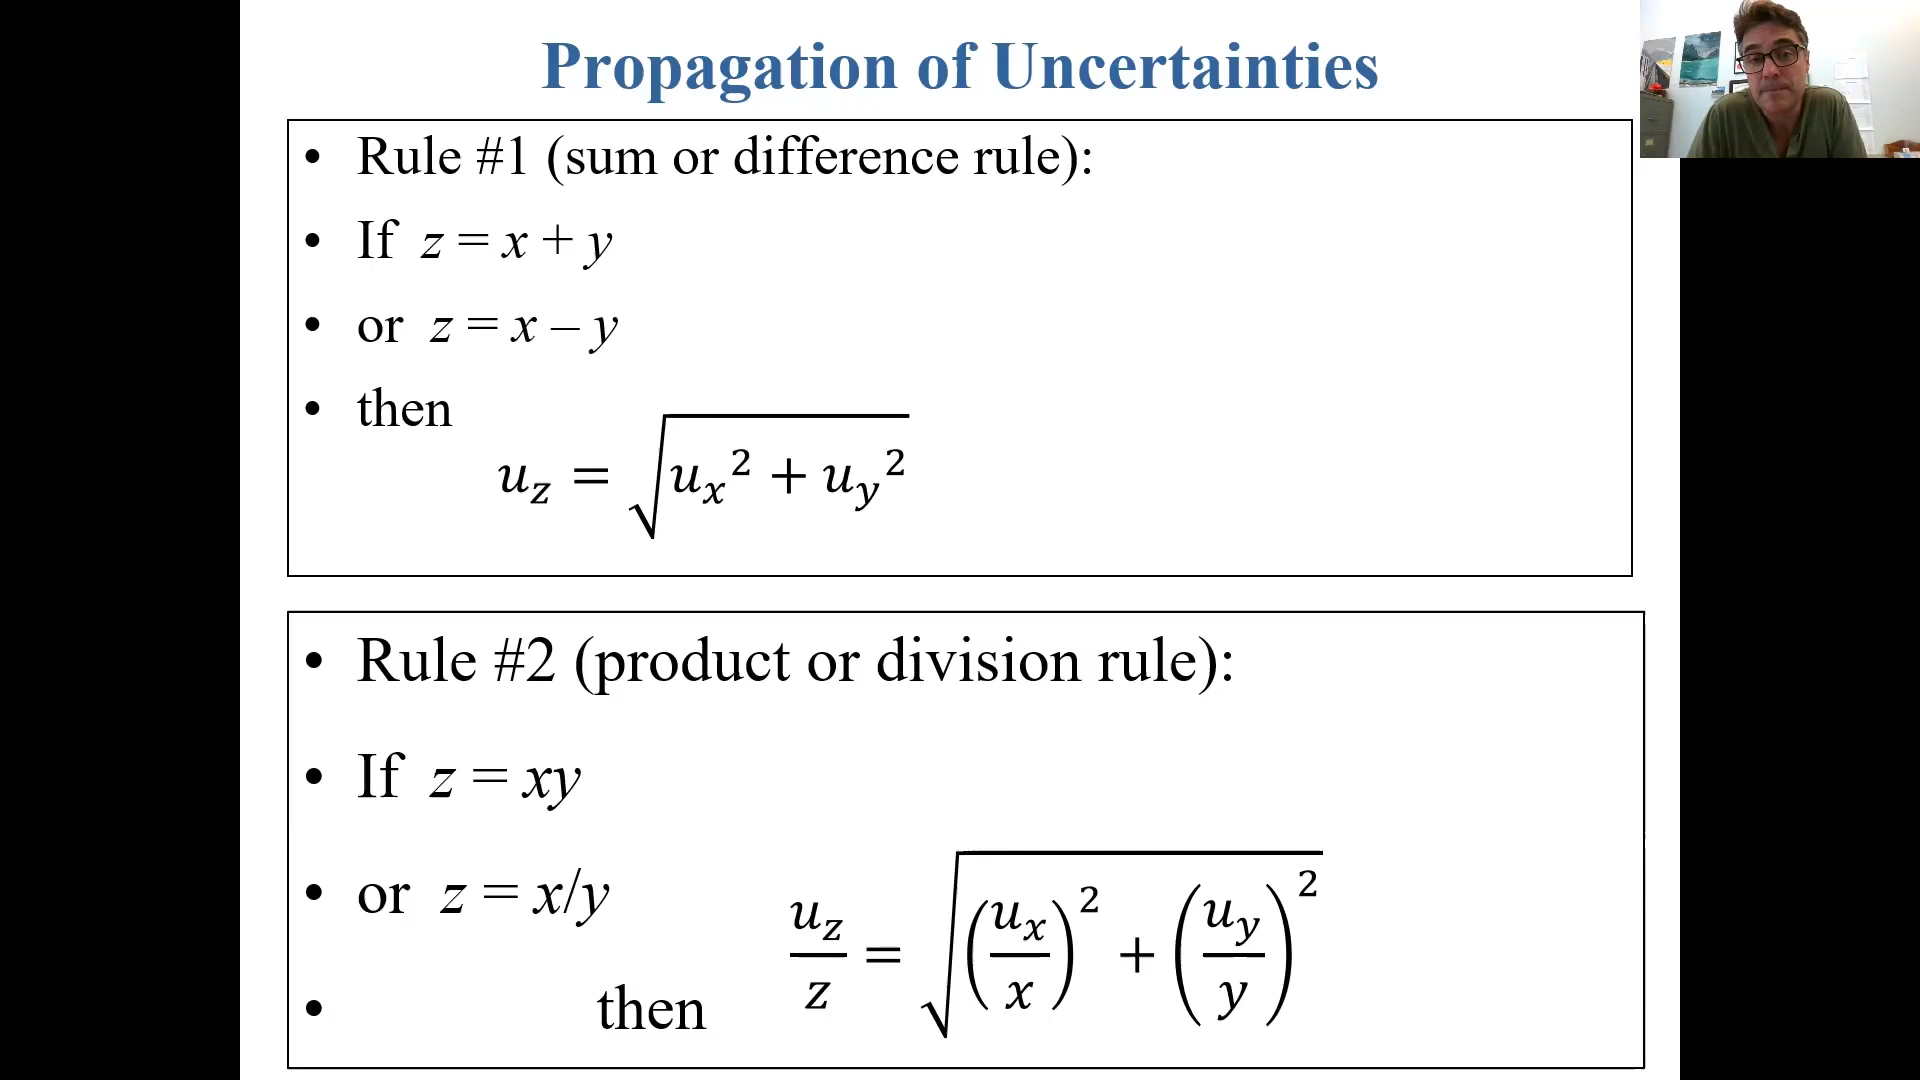 Propagation of Uncertainties
• Rule #1 (sum or difference rule):
• If z = x + y
• or z = x – y
• then
u_z = √(u_x² + u_y²)
• Rule #2 (product or division rule):
• If z = xy
• or z = x/y
• then
u_z/z = √((u_x/x)² + (u_y/y)²)